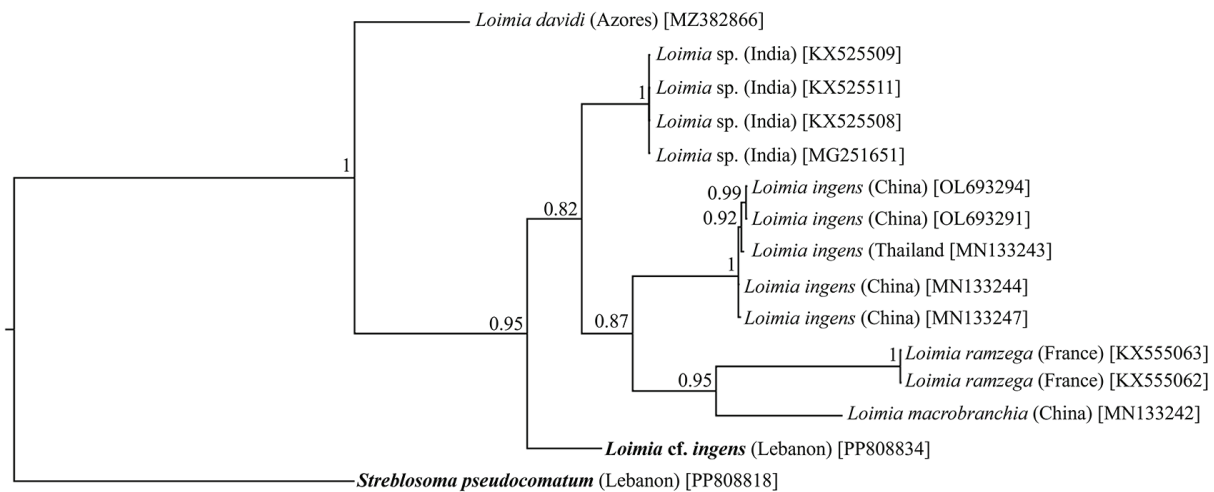 Loimia davidi (Azores) [MZ382866]
Loimia sp. (India) [KX525509]
1
Loimia sp. (India) [KX525511]
Loimia sp. (India) [KX525508]
Loimia sp. (India) [MG251651]
1
0.99
Loimia ingens (China) [OL693294]
0.82
0.92
Loimia ingens (China) [OL693291]
Loimia ingens (Thailand [MN133243]
1
Loimia ingens (China) [MN133244]
0.95
0.87
Loimia ingens (China) [MN133247]
1
Loimia ramzega (France) [KX555063]
0.95
Loimia ramzega (France) [KX555062]
Loimia macrobranchia (China) [MN133242]
Loimia cf. ingens (Lebanon) [PP808834]
Streblosoma pseudocomatum (Lebanon) [PP808818]